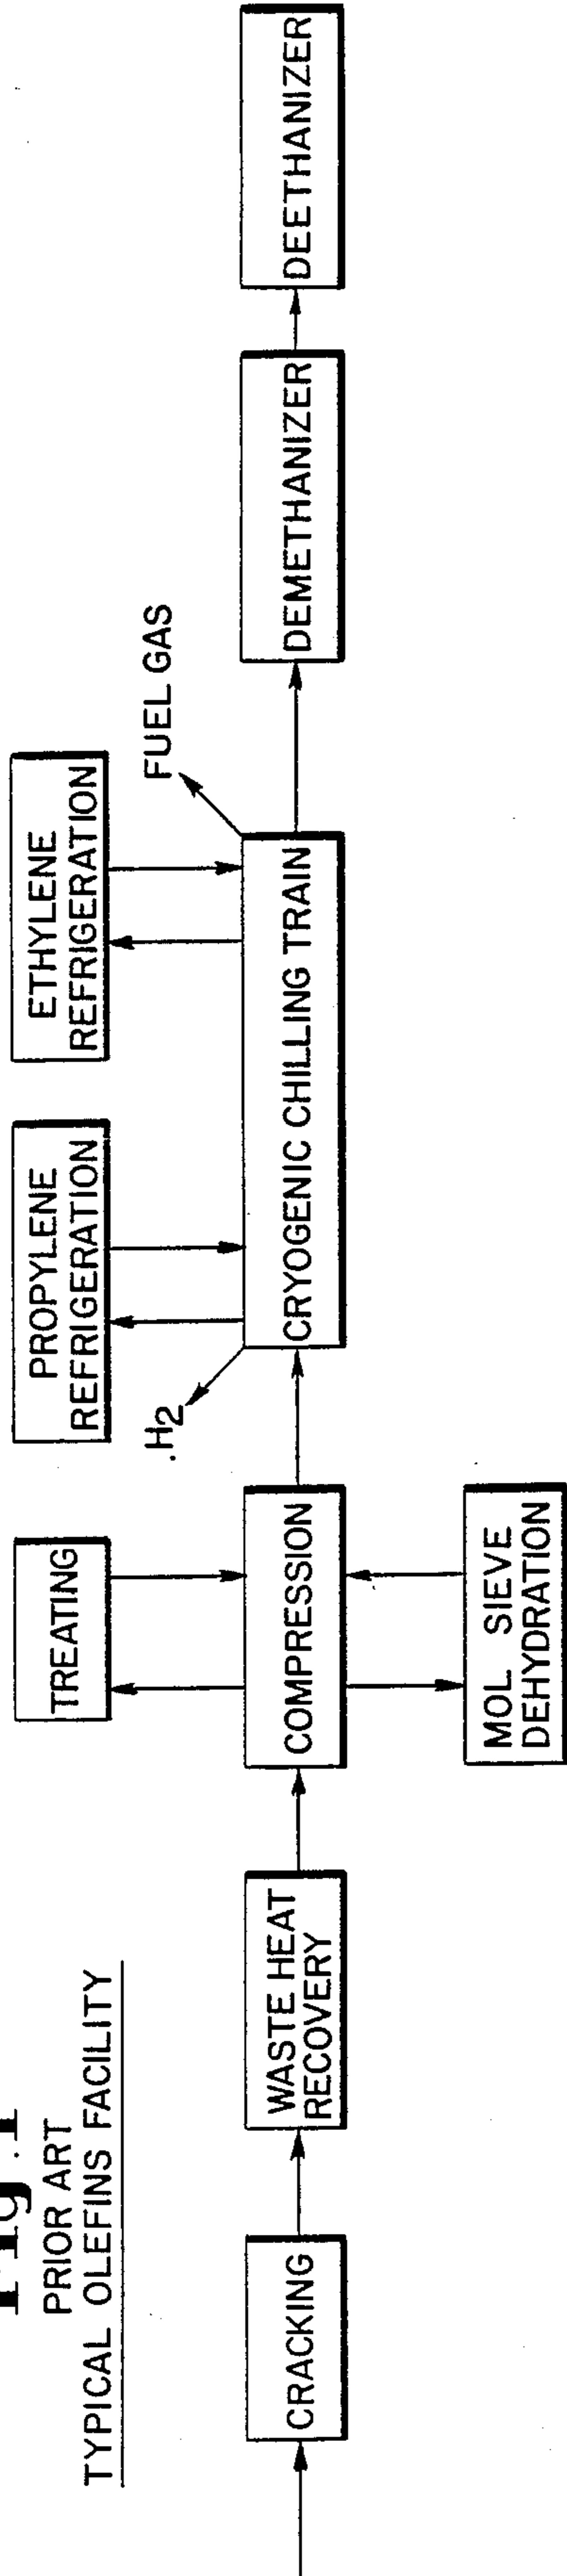 Fig. 1
PRIOR ART
TYPICAL OLEFINS FACILITY
CRACKING
WASTE HEAT
RECOVERY
TREATING
COMPRESSION
MOL. SIEVE
DEHYDRATION
.H2
PROPYLENE
REFRIGERATION
ETHYLENE
REFRIGERATION
CRYOGENIC CHILLING TRAIN
FUEL GAS
DEMETHANIZER
DEETHANIZER